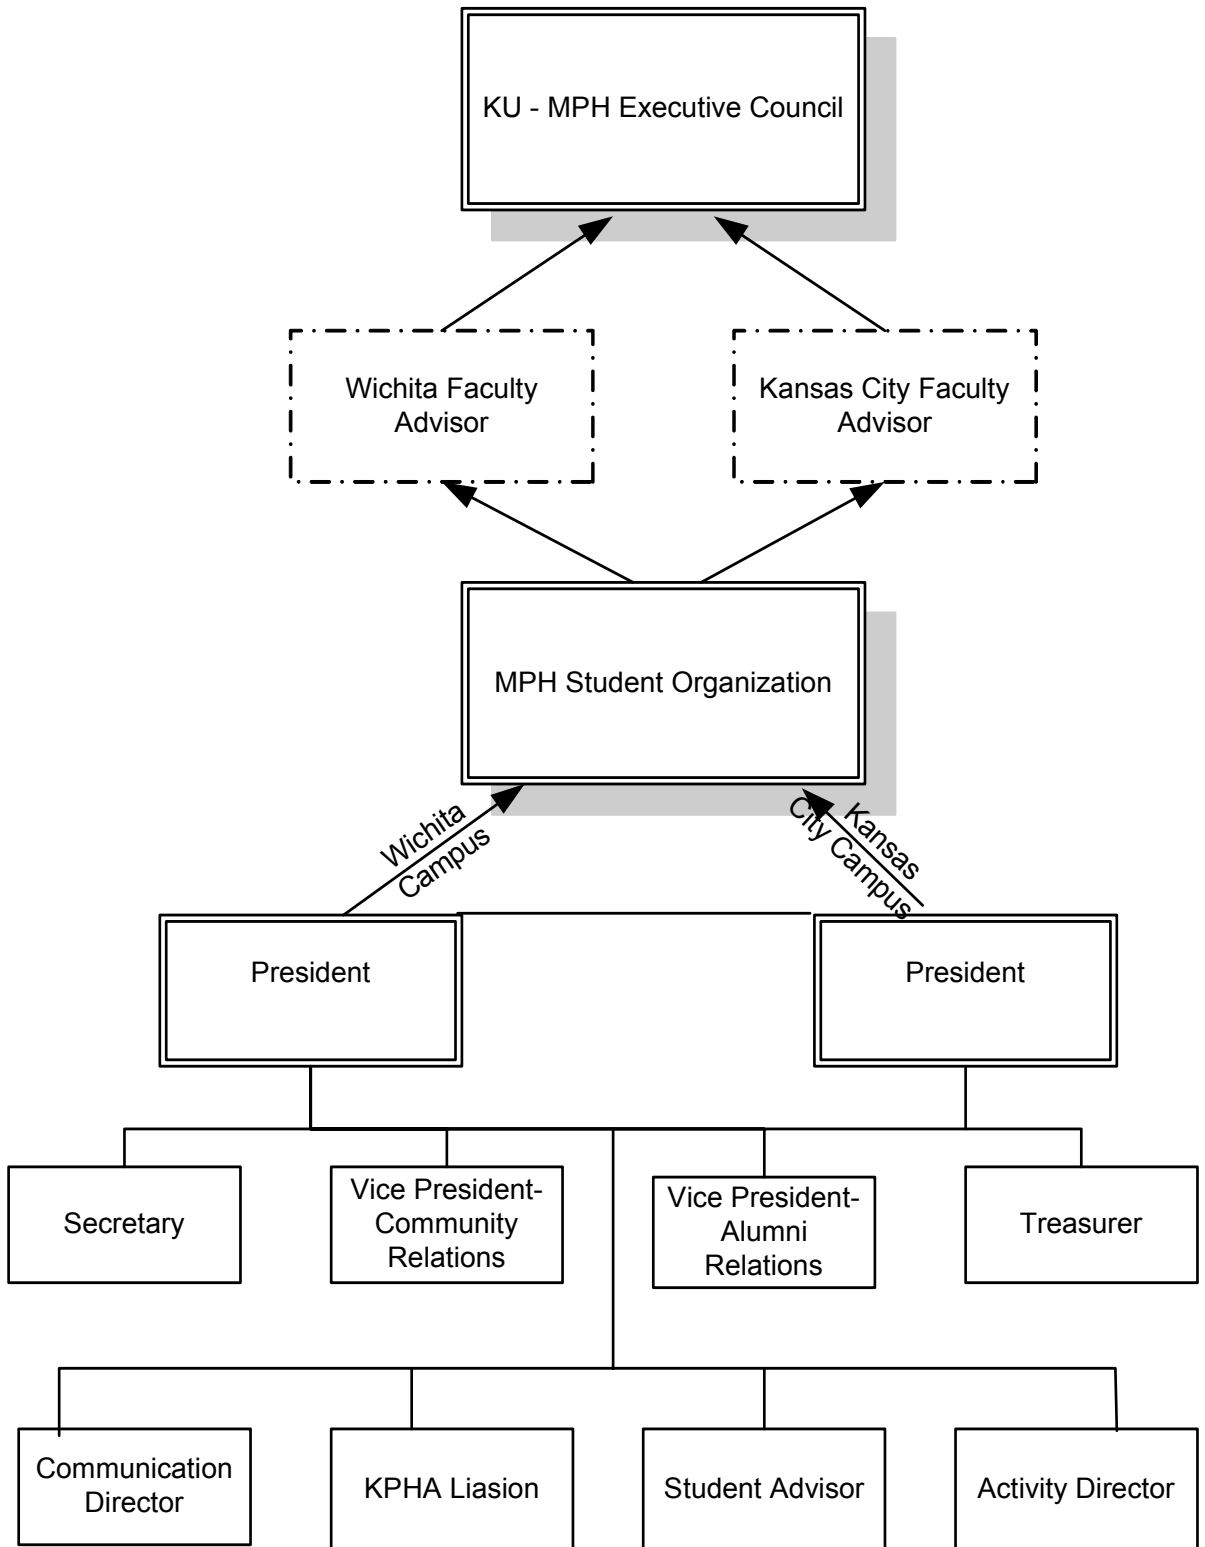 KU - MPH Executive Council
Wichita Faculty
Advisor
Kansas City Faculty
Advisor
MPH Student Organization
Wichita
Campus
Kansas
City Campus
President
President
Secretary
Vice President-
Community
Relations
Vice President-
Alumni
Relations
Treasurer
Communication
Director
KPHA Liasion
Student Advisor
Activity Director